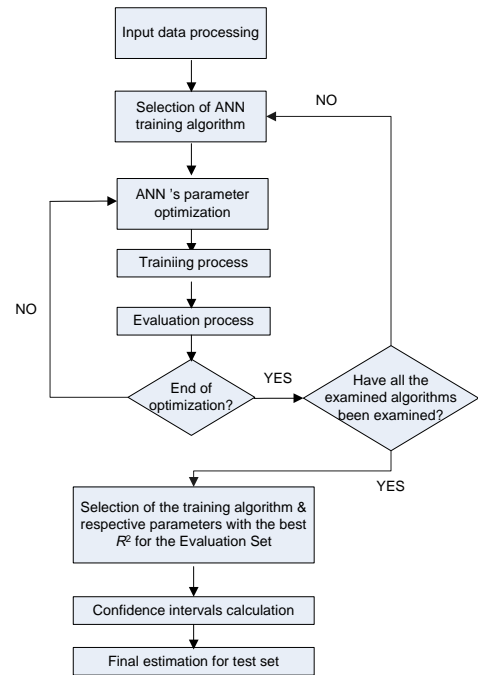 Input data processing
NO
Selection of ANN
training algorithm
ANN 's parameter
optimization
Trainiing process
NO
Evaluation process
End of
optimization?
YES
Have all the
examined algorithms
been examined?
YES
Selection of the training algorithm &
respective parameters with the best
R² for the Evaluation Set
Confidence intervals calculation
Final estimation for test set